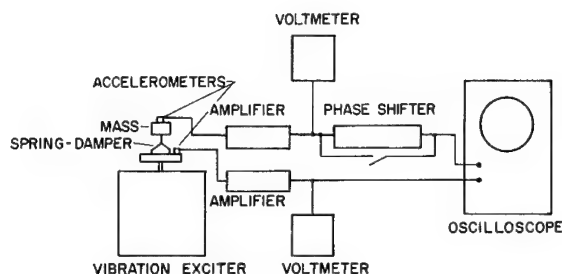 VOLTMETER
ACCELEROMETERS
AMPLIFIER
PHASE SHIFTER
MASS
SPRING-DAMPER
AMPLIFIER
OSCILLOSCOPE
VIBRATION EXCITER
VOLTMETER